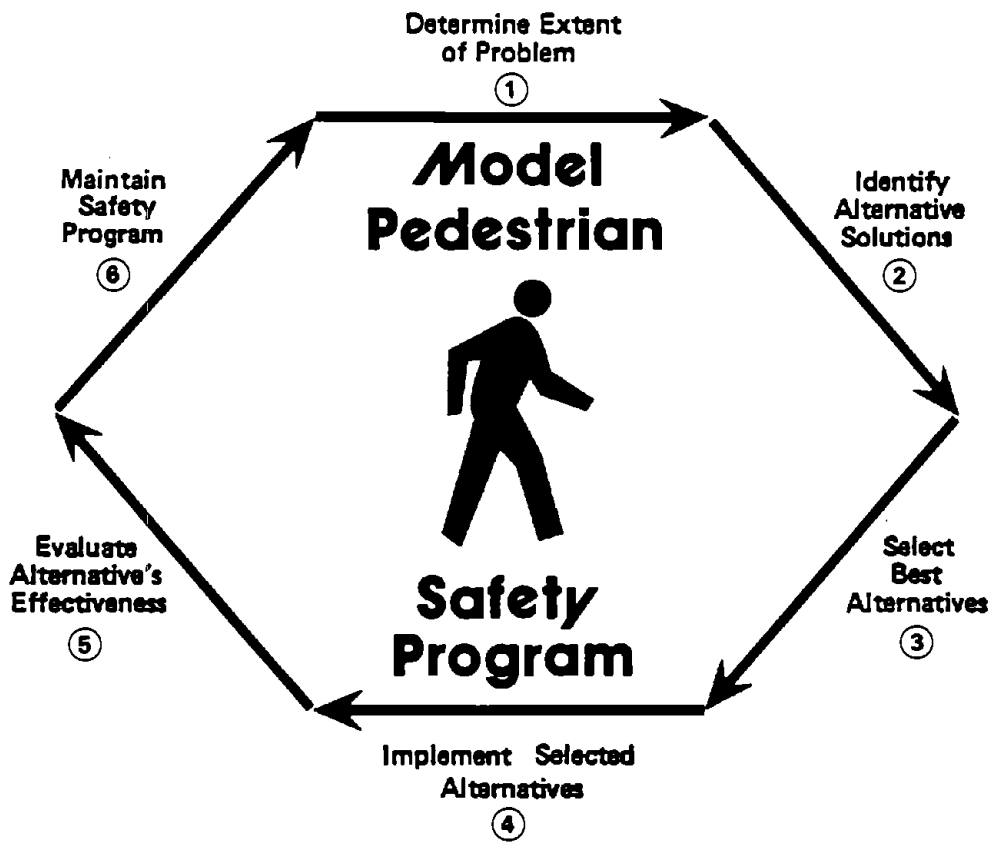 Determine Extent
of Problem
1
Model
Pedestrian
Maintain
Safety
Program
6
Identify
Alternative
Solutions
2
Evaluate
Alternative's
Effectiveness
5
Select
Best
Alternatives
3
Safety
Program
Implement Selected
Alternatives
4